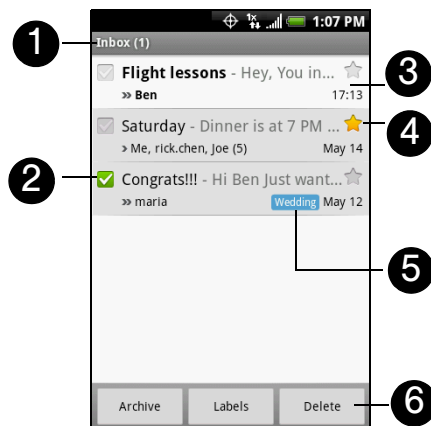 1x 1:07 PM
1 Inbox (1)
Flight lessons - Hey, You in...
3
» Ben 17:13
Saturday - Dinner is at 7 PM ... 4
› Me, rick.chen, Joe (5) May 14
2 Congrats!!! - Hi Ben Just want...
» maria Wedding May 12
5
Archive Labels Delete 6